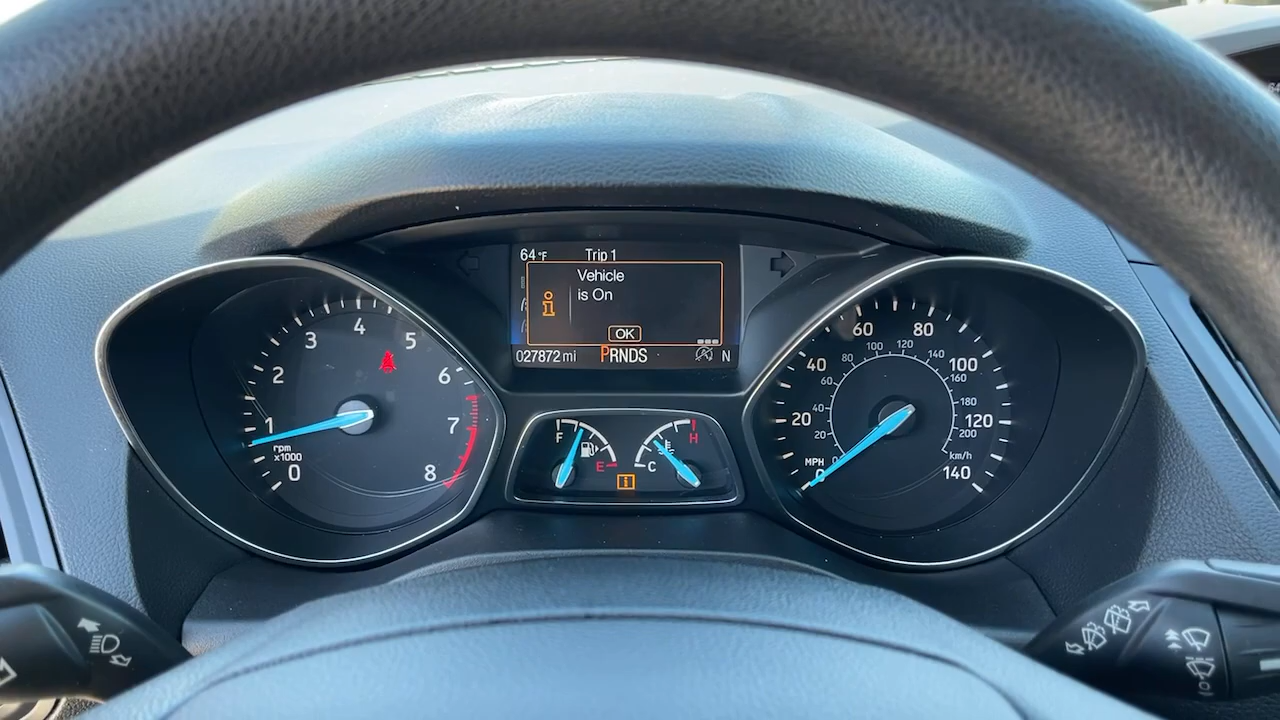 64°F Trip 1
Vehicle
is On
OK
027872 mi PRNDS N
0 1 2 3 4 5 6 7 8
rpm
x1000
F E
C H
0 20 40 60 80 100 120 140
MPH
0 20 40 60 80 100 120 140 160 180 200
km/h